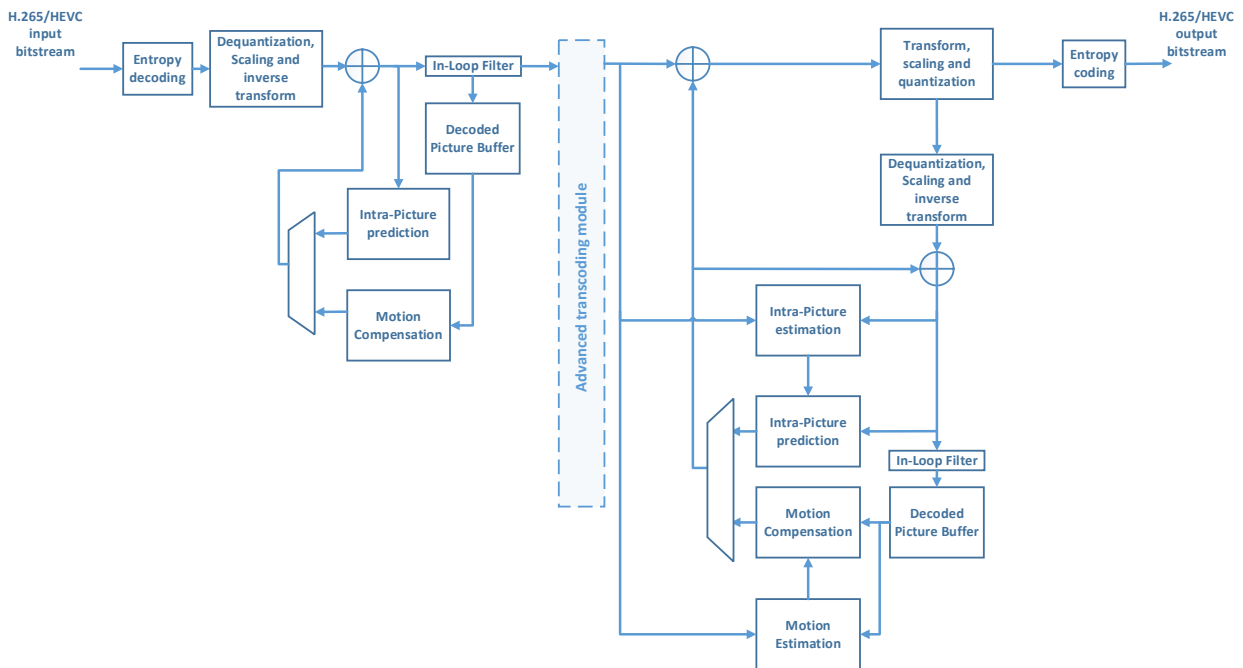 H.265/HEVC
input
bitstream
Entropy
decoding
Dequantization,
Scaling and
inverse
transform
In-Loop Filter
Decoded
Picture Buffer
Intra-Picture
prediction
Motion
Compensation
Advanced transcoding module
Transform,
scaling and
quantization
Entropy
coding
H.265/HEVC
output
bitstream
Dequantization,
Scaling and
inverse
transform
Intra-Picture
estimation
Intra-Picture
prediction
In-Loop Filter
Motion
Compensation
Decoded
Picture Buffer
Motion
Estimation